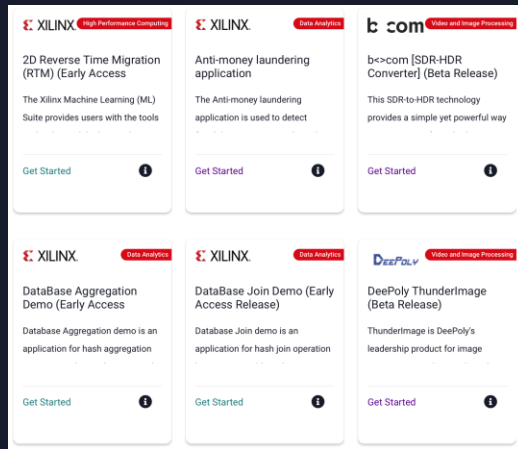 XILINX
High Performance Computing
2D Reverse Time Migration
(RTM) (Early Access
The Xilinx Machine Learning (ML)
Suite provides users with the tools
Get Started
XILINX
Data Analytics
Anti-money laundering
application
The Anti-money laundering
application is used to detect
Get Started
b com
Video and Image Processing
b<>com [SDR-HDR
Converter] (Beta Release)
This SDR-to-HDR technology
provides a simple yet powerful way
Get Started
XILINX
Data Analytics
DataBase Aggregation
Demo (Early Access
Database Aggregation demo is an
application for hash aggregation
Get Started
XILINX
Data Analytics
DataBase Join Demo (Early
Access Release)
Database Join demo is an
application for hash join operation
Get Started
DEEPOLY
Video and Image Processing
DeePoly ThunderImage
(Beta Release)
ThunderImage is DeePoly's
leadership product for image
Get Started